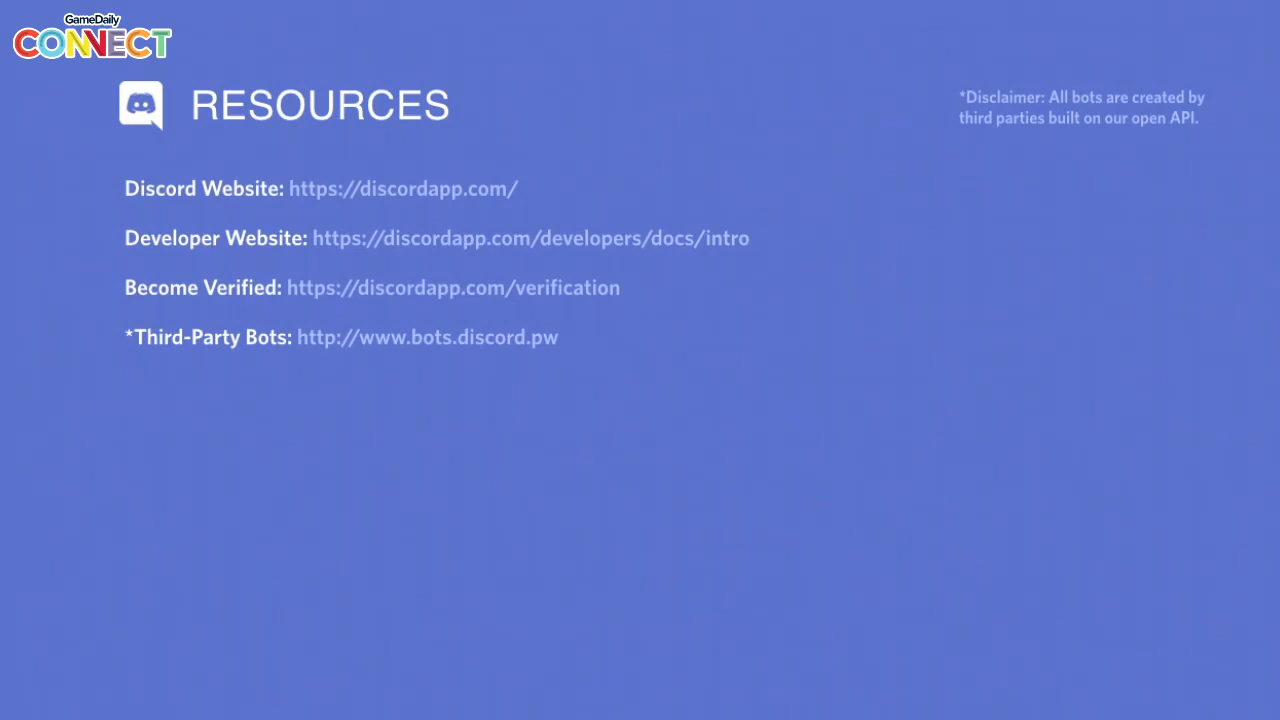 GameDaily
CONNECT
RESOURCES
*Disclaimer: All bots are created by
third parties built on our open API.
Discord Website: https://discordapp.com/
Developer Website: https://discordapp.com/developers/docs/intro
Become Verified: https://discordapp.com/verification
*Third-Party Bots: http://www.bots.discord.pw